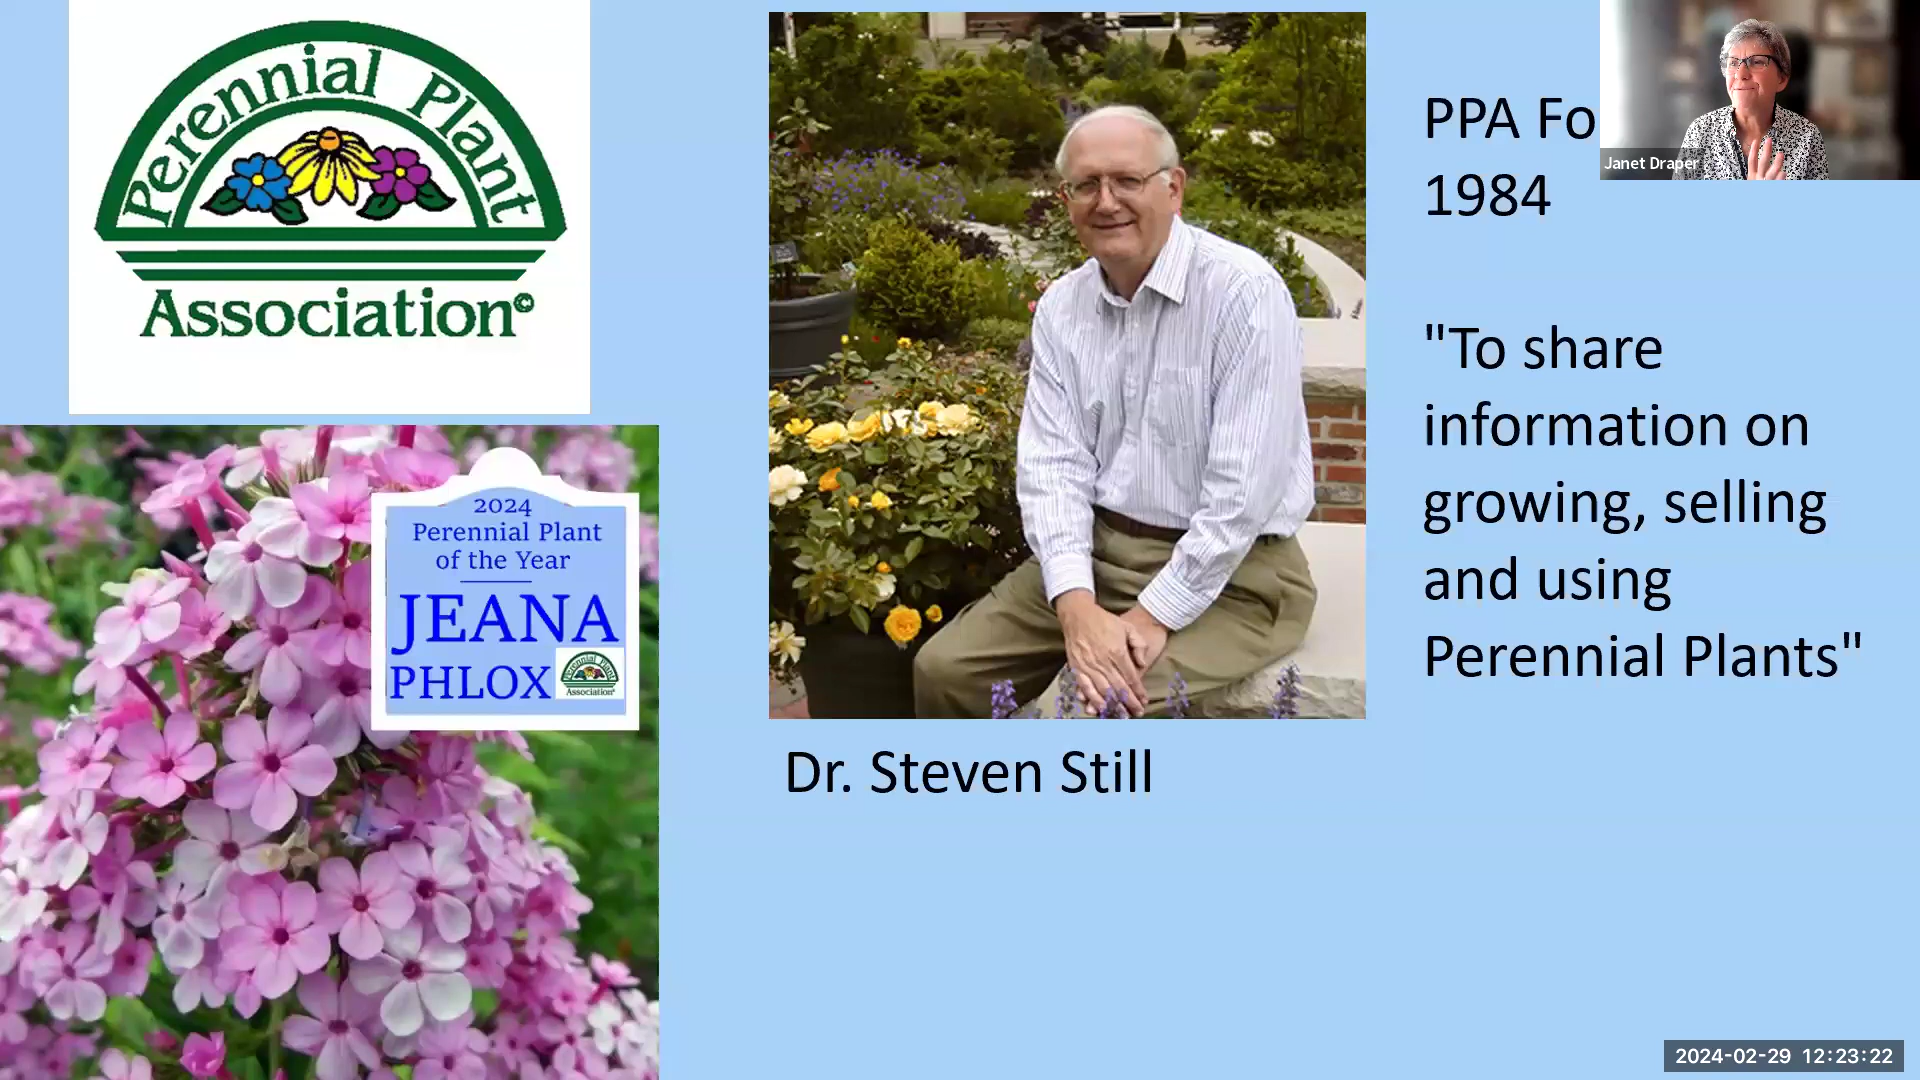 Perennial Plant
Association©
2024
Perennial Plant
of the Year
JEANA
PHLOX
Perennial Plant
Association©
Dr. Steven Still
PPA Fo
1984
"To share
information on
growing, selling
and using
Perennial Plants"
Janet Draper
2024-02-29 12:23:22